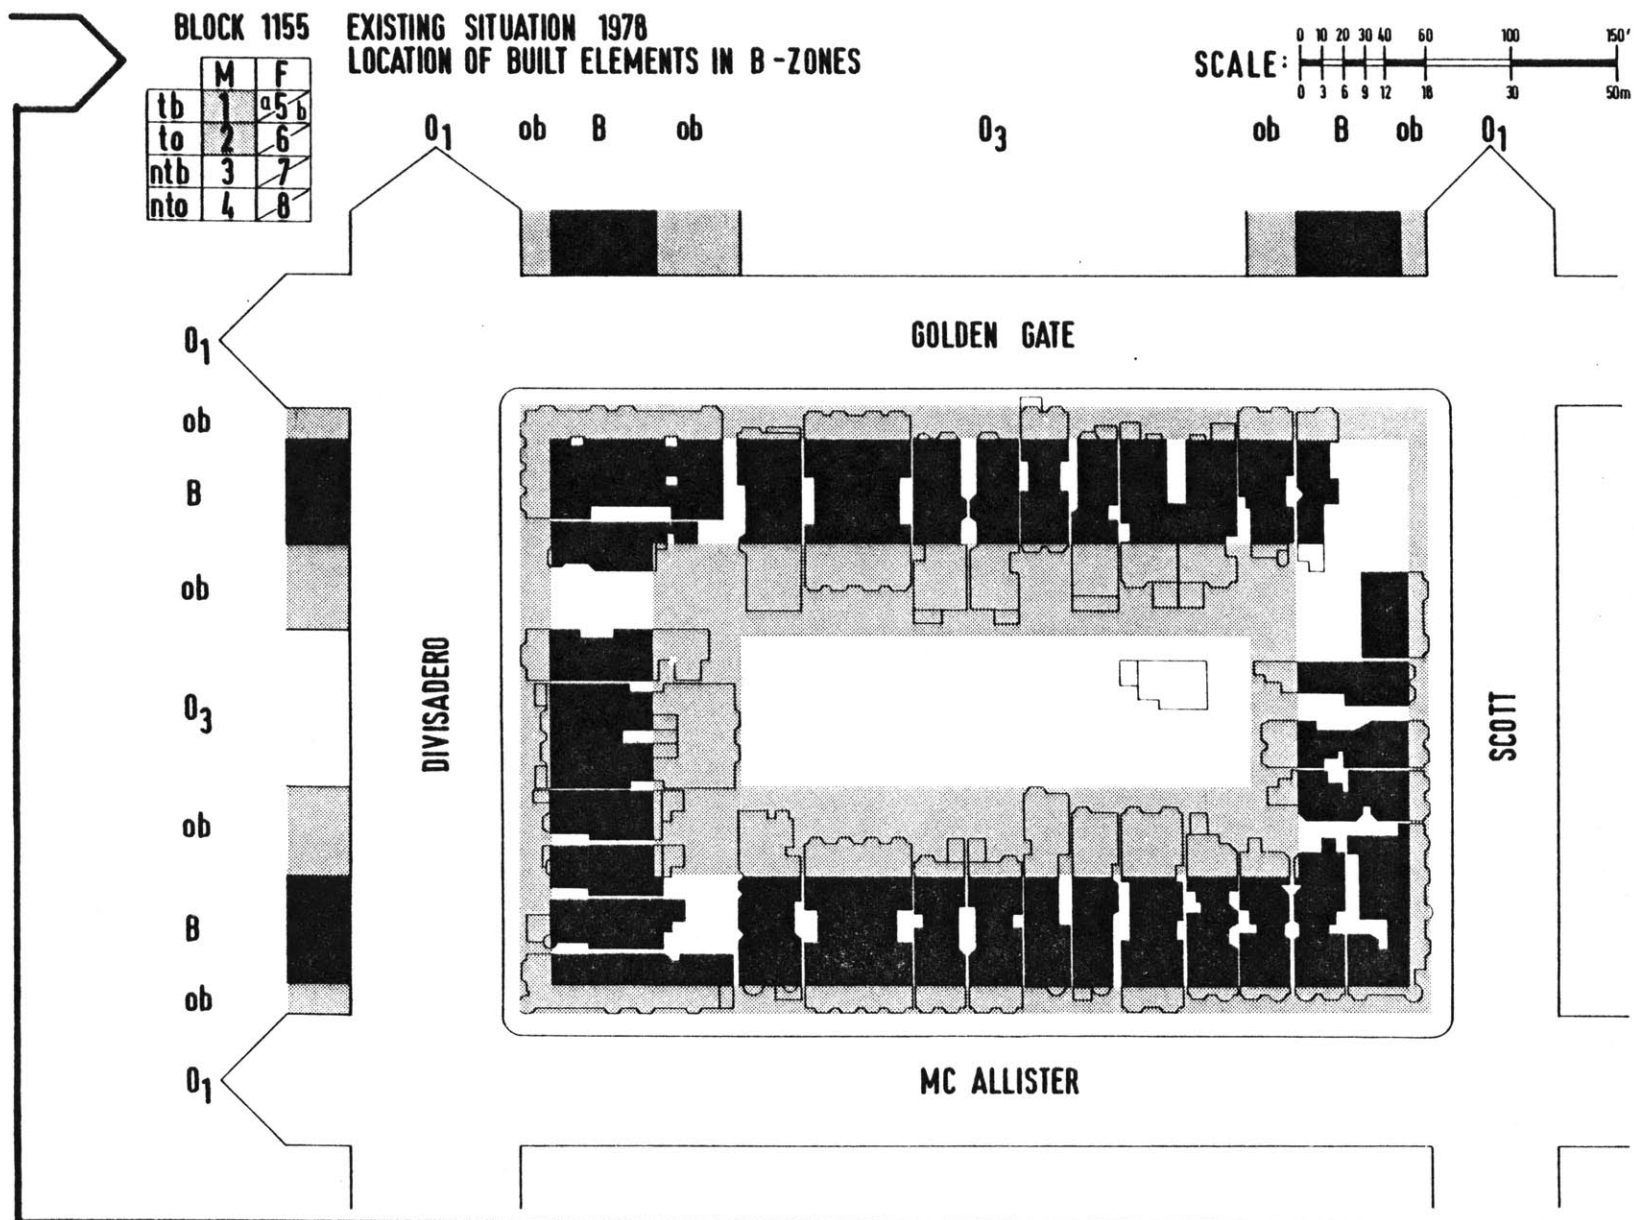 BLOCK 1155 EXISTING SITUATION 1978
LOCATION OF BUILT ELEMENTS IN B-ZONES
M F
tb 1 a5b
to 2 6
ntb 3 7
nto 4 8
SCALE:
0 10 20 30 40 60 100 150'
0 3 6 9 12 18 30 50m
O1 ob B ob O3 ob B ob O1
O1
GOLDEN GATE
ob
B
ob
DIVISADERO
O3
SCOTT
ob
B
ob
O1
MC ALLISTER